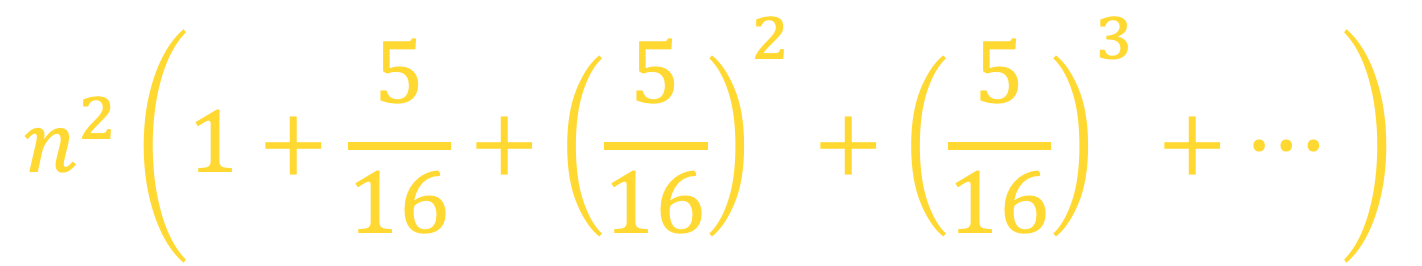 n² (1 + 5/16 + (5/16)² + (5/16)³ + ⋯)